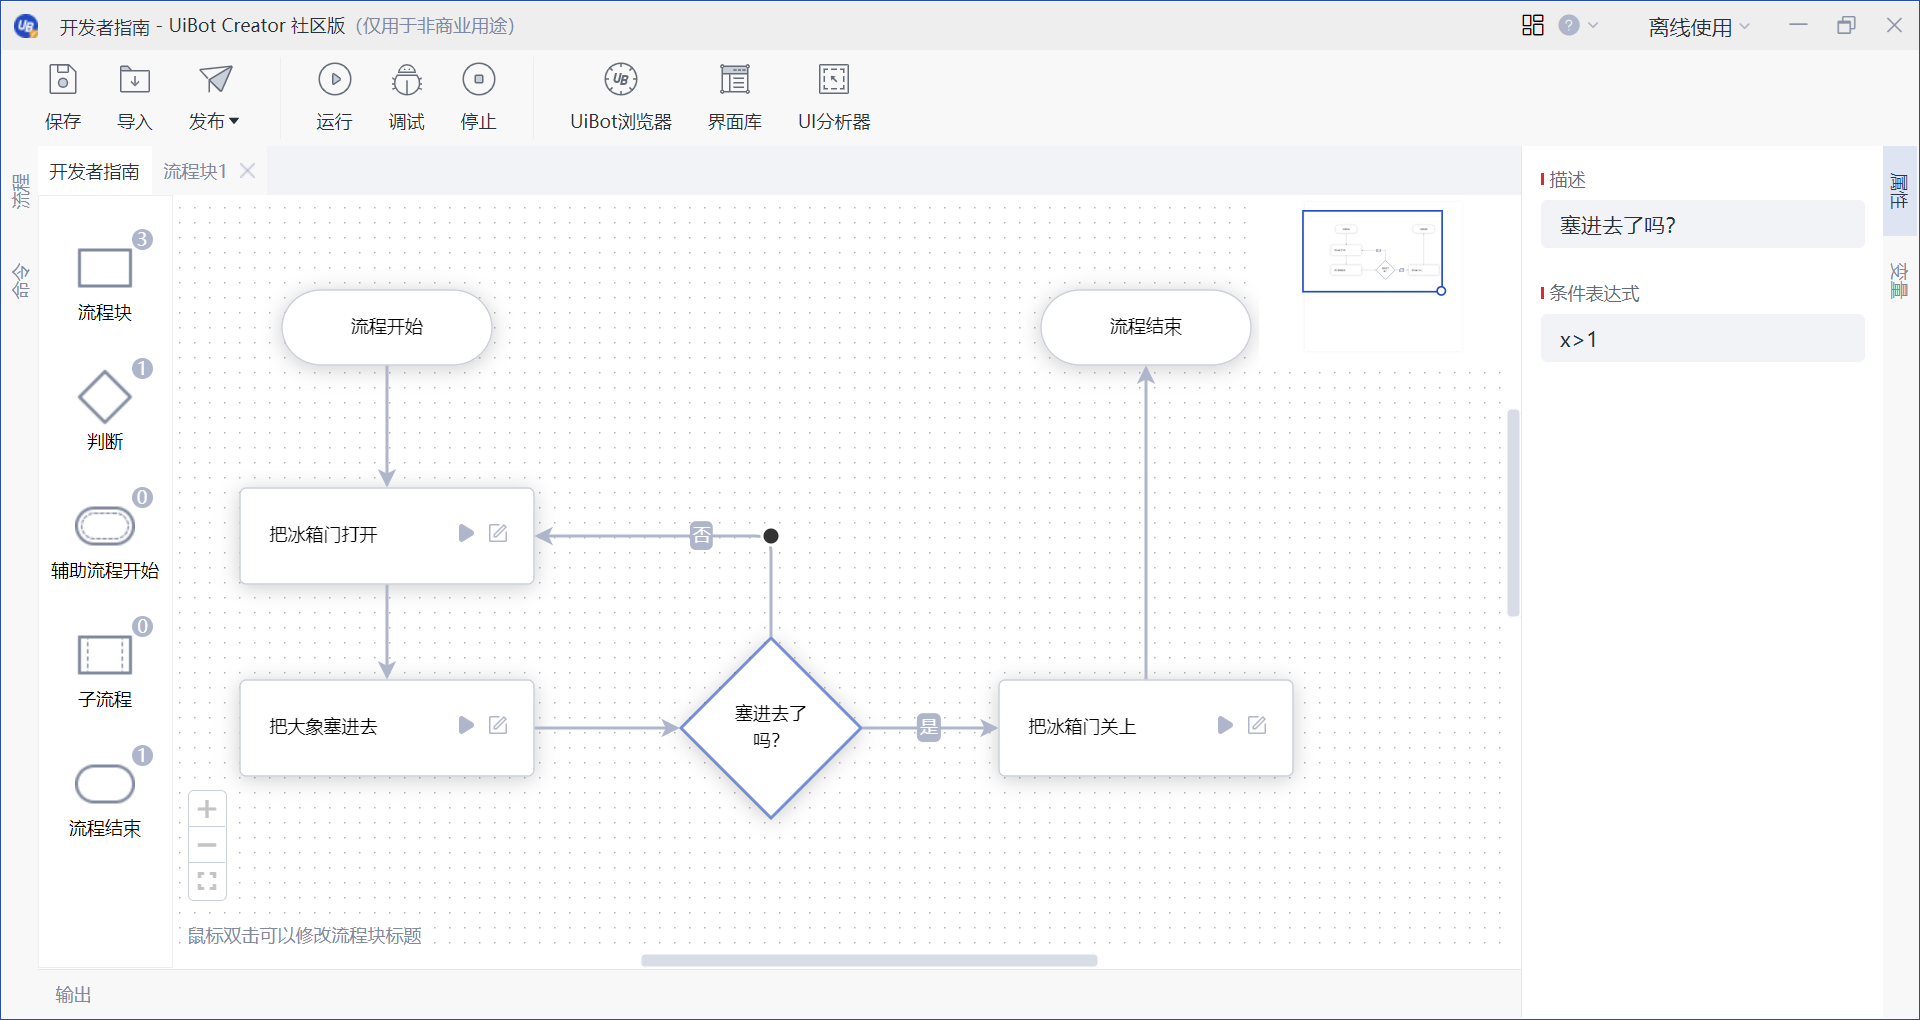 开发者指南 - UiBot Creator 社区版 (仅用于非商业用途)
离线使用
保存
导入
发布
运行
调试
停止
UiBot浏览器
界面库
UI分析器
流程
命令
开发者指南
流程块1
3
流程块
1
判断
0
辅助流程开始
0
子流程
1
流程结束
流程开始
流程结束
把冰箱门打开
否
把大象塞进去
塞进去了
吗?
是
把冰箱门关上
鼠标双击可以修改流程块标题
输出
描述
塞进去了吗?
条件表达式
x>1
属性
变量